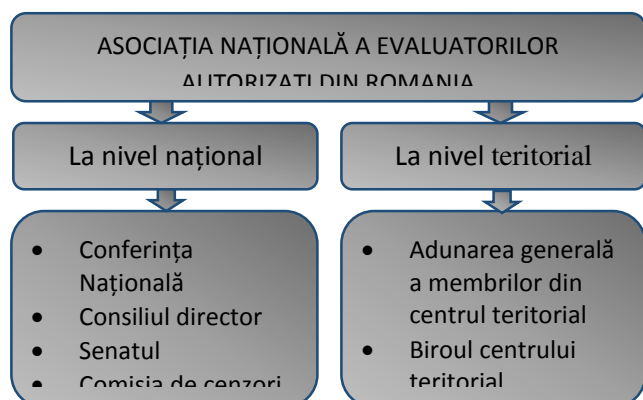 ASOCIAȚIA NAȚIONALĂ A EVALUATORILOR
AUTORIZAȚI DIN ROMANIA
La nivel național
La nivel teritorial
• Conferința
Națională
• Consiliul director
• Senatul
• Comisia de cenzori
• Adunarea generală
a membrilor din
centrul teritorial
• Biroul centrului
teritorial